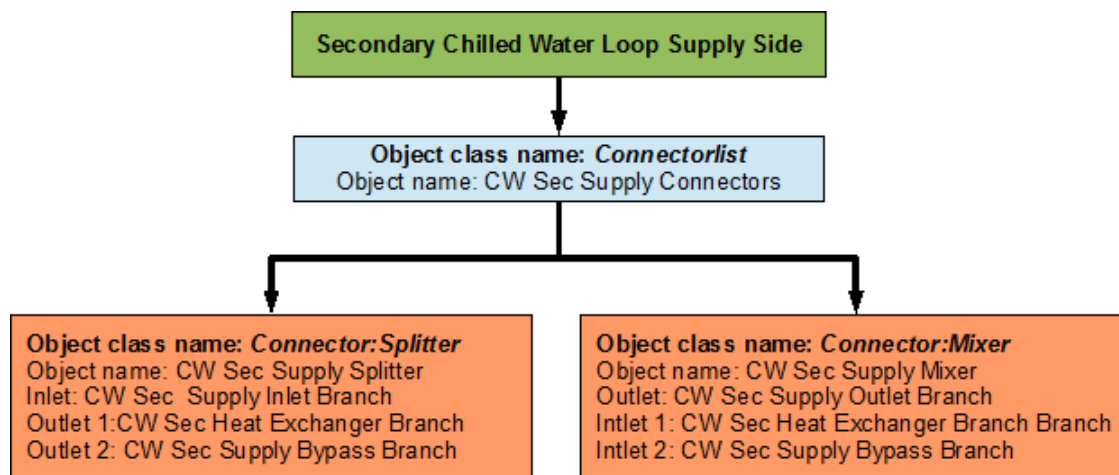 Secondary Chilled Water Loop Supply Side
Object class name: Connectorlist
Object name: CW Sec Supply Connectors
Object class name: Connector:Splitter
Object name: CW Sec Supply Splitter
Inlet: CW Sec  Supply Inlet Branch
Outlet 1:CW Sec Heat Exchanger Branch
Outlet 2: CW Sec Supply Bypass Branch
Object class name: Connector:Mixer
Object name: CW Sec Supply Mixer
Outlet: CW Sec Supply Outlet Branch
Intlet 1: CW Sec Heat Exchanger Branch Branch
Intlet 2: CW Sec Supply Bypass Branch